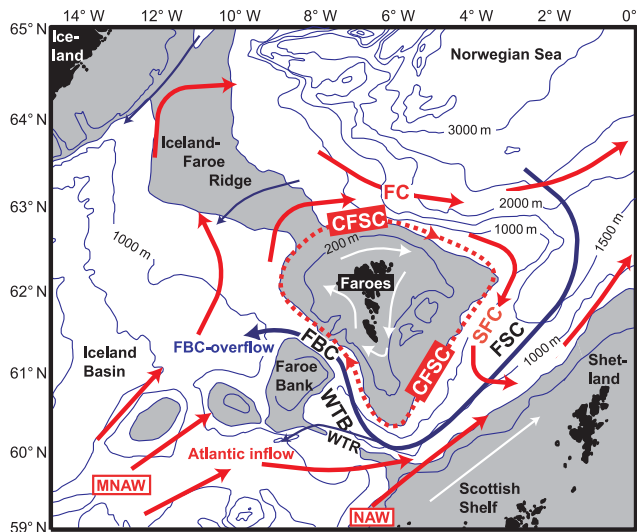 14° W 12° W 10° W 8° W 6° W 4° W 2° W 0°
65° N
64° N
63° N
62° N
61° N
60° N
59° N
Ice-
land
Norwegian Sea
3000 m
Iceland-
Faroe
Ridge
FC
2000 m
CFSC
1000 m
200 m
1500 m
1000 m
Faroes
SFC
FSC
FBC
FBC-overflow
1000 m
CFSC
Iceland
Basin
Faroe
Bank
WTB
WTR
Shet-
land
Atlantic inflow
MNAW
NAW
Scottish
Shelf